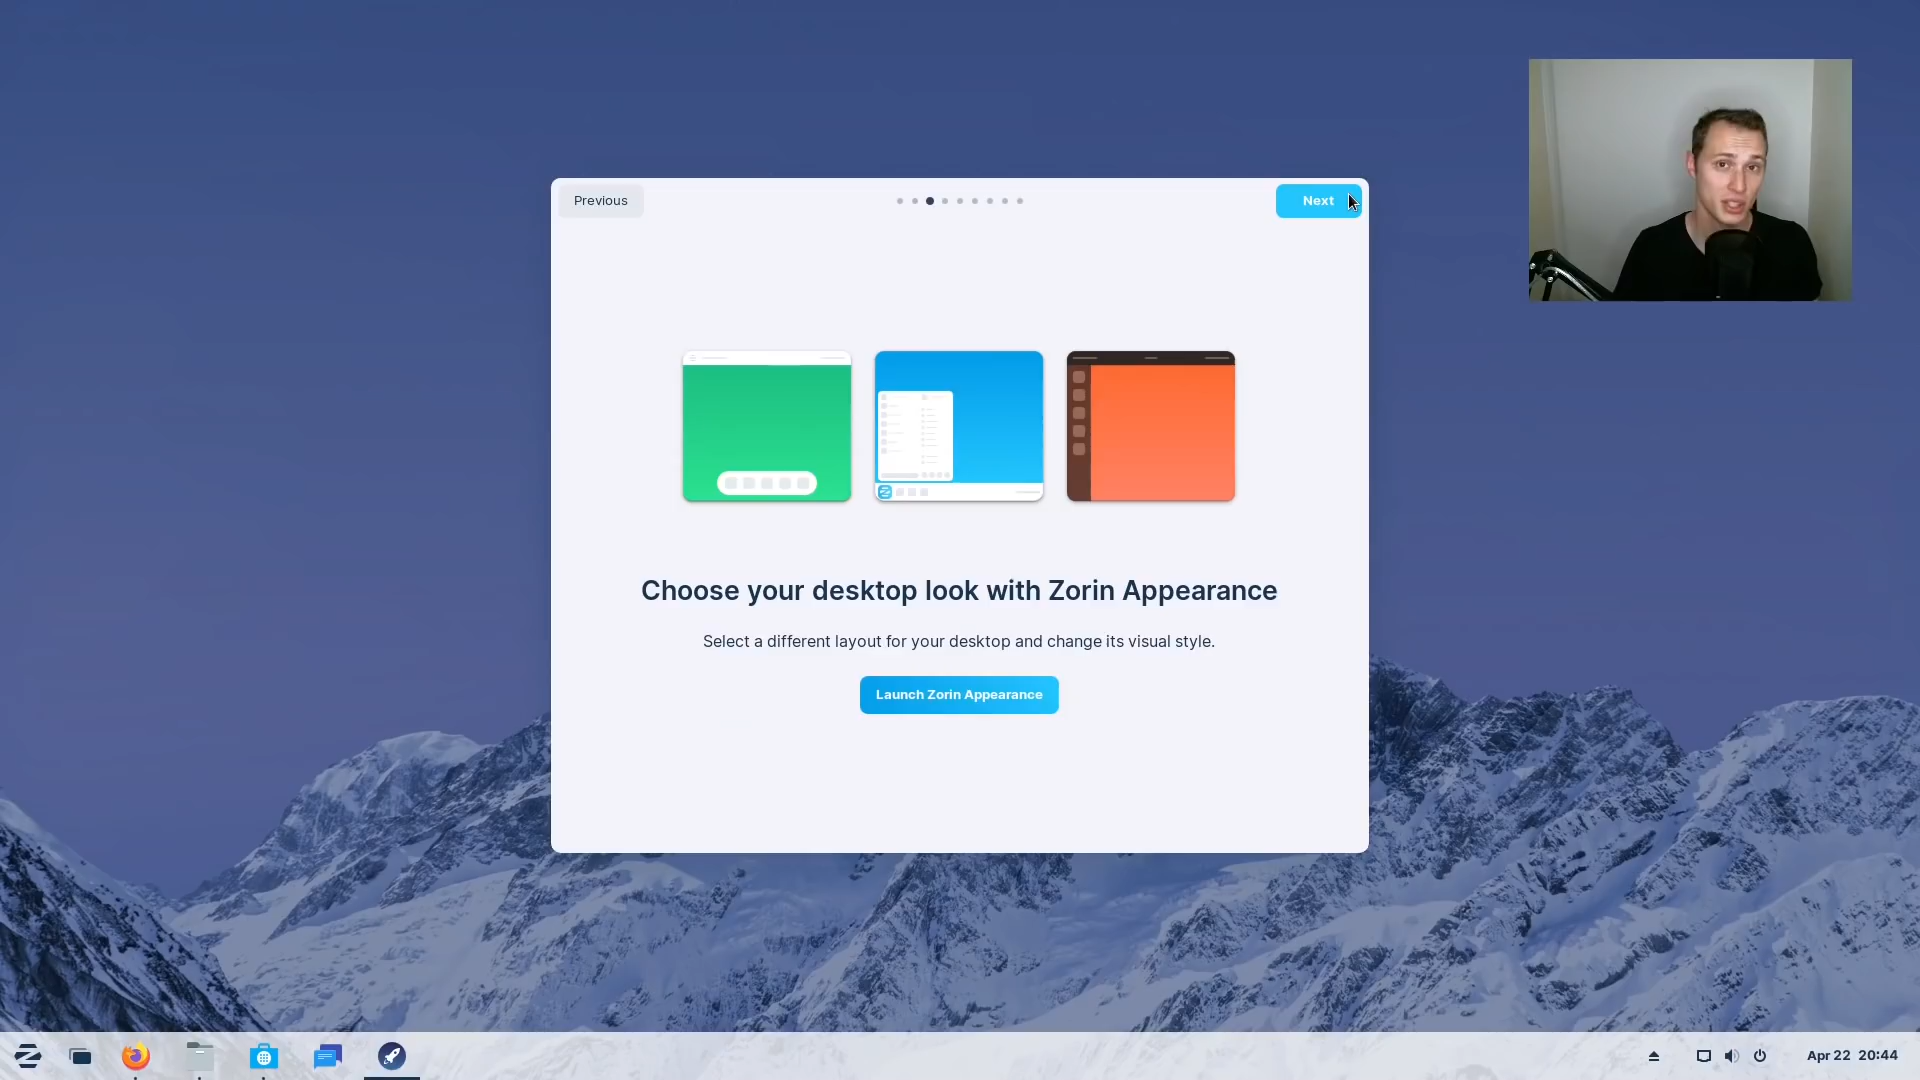 Previous
Next
Choose your desktop look with Zorin Appearance
Select a different layout for your desktop and change its visual style.
Launch Zorin Appearance
Apr 22 20:44